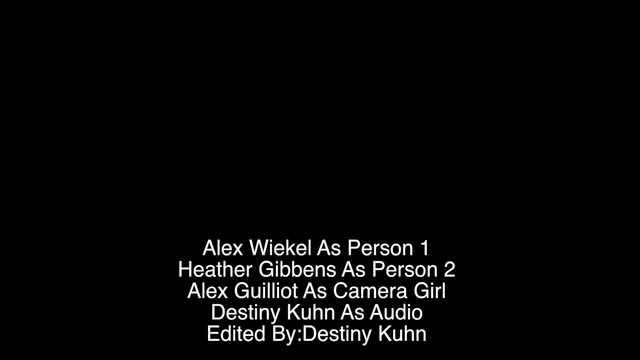 Alex Wiekel As Person 1
Heather Gibbens As Person 2
Alex Guilliot As Camera Girl
Destiny Kuhn As Audio
Edited By:Destiny Kuhn